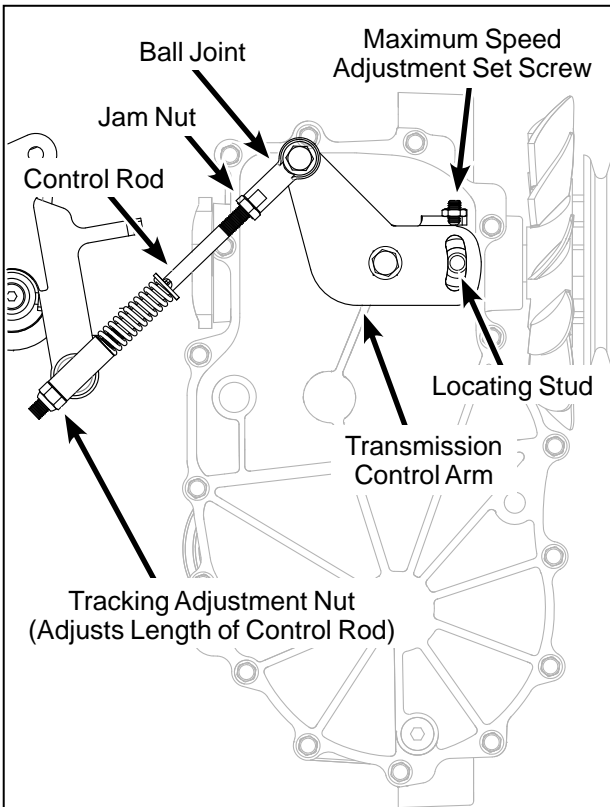 Ball Joint
Maximum Speed
Adjustment Set Screw
Jam Nut
Control Rod
Locating Stud
Transmission
Control Arm
Tracking Adjustment Nut
(Adjusts Length of Control Rod)